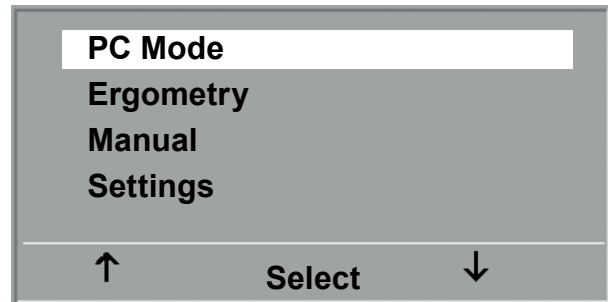 PC Mode
Ergometry
Manual
Settings
↑ Select ↓